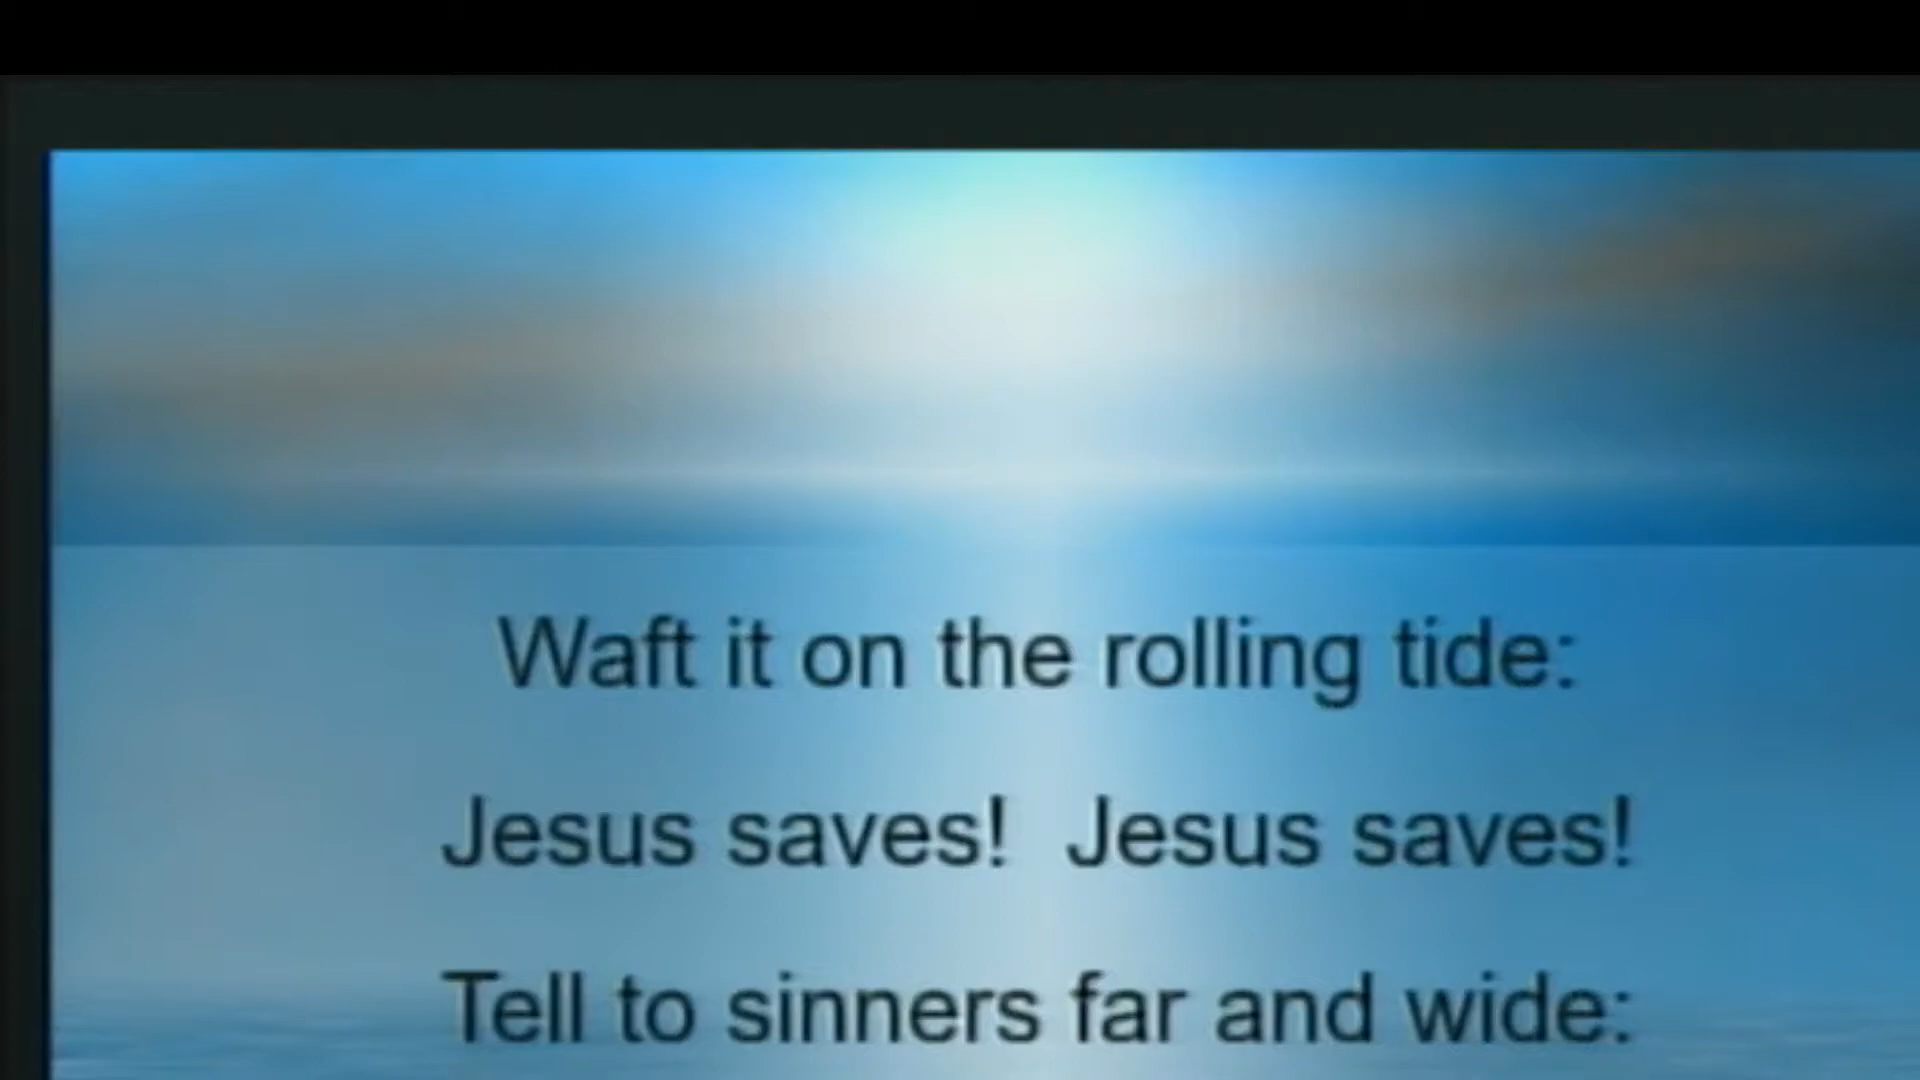 Waft it on the rolling tide:
Jesus saves!  Jesus saves!
Tell to sinners far and wide: